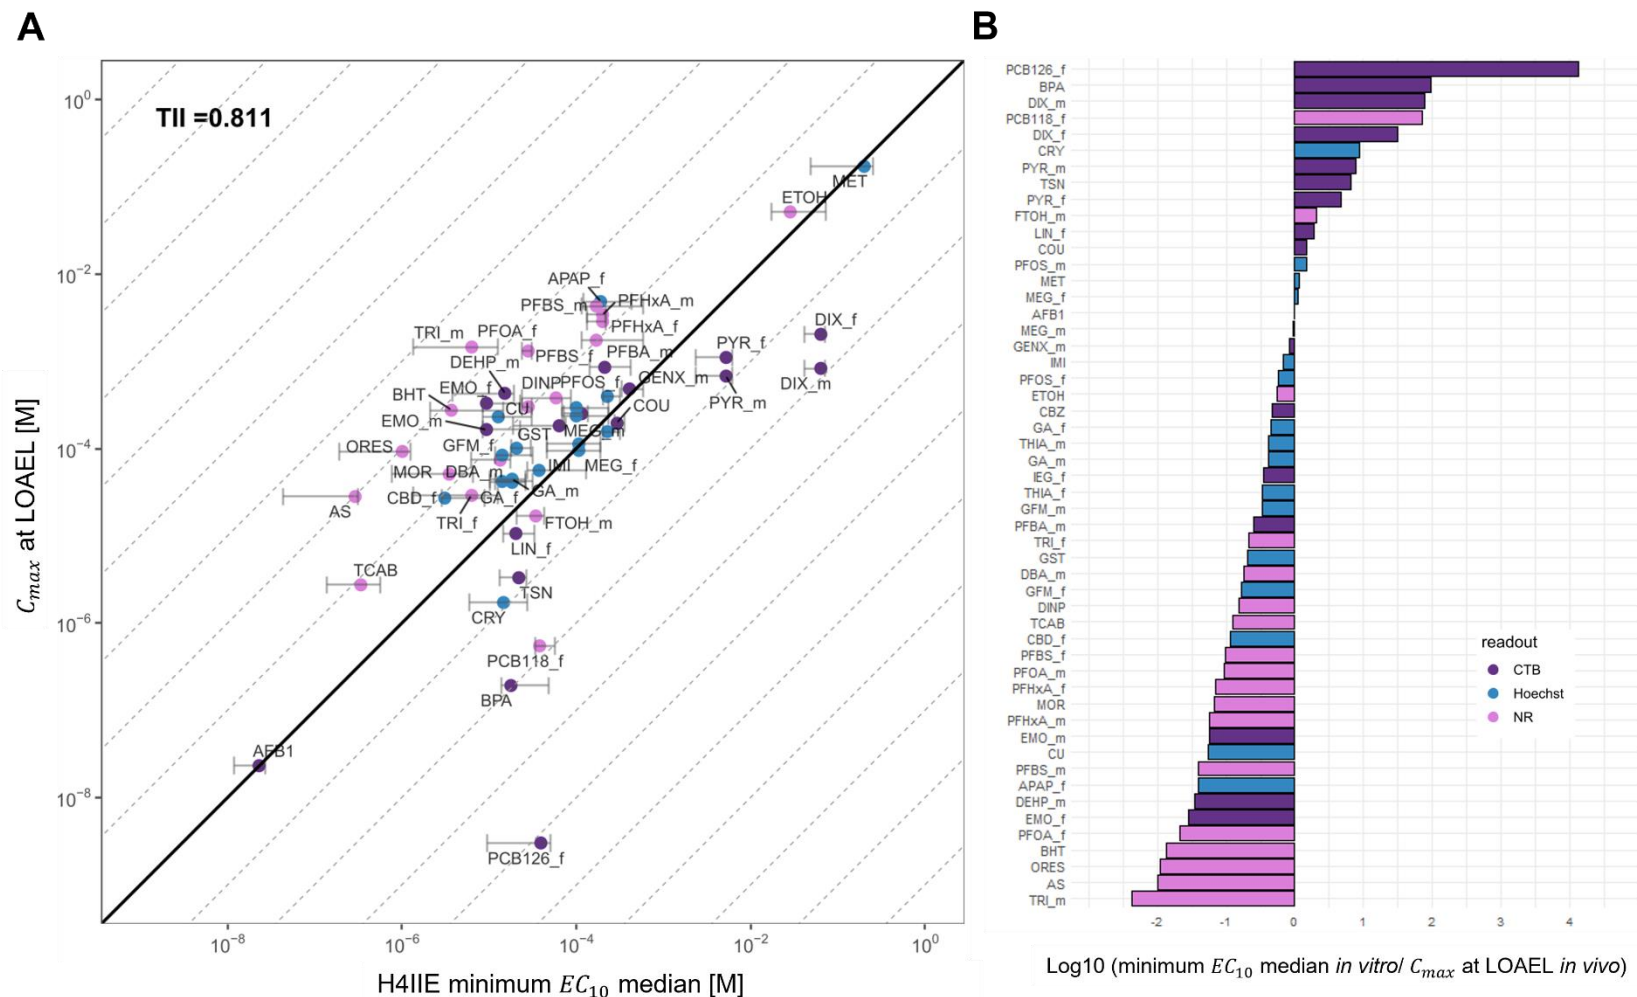 A
TII =0.811
10⁰
10⁻²
10⁻⁴
10⁻⁶
10⁻⁸
Cmax at LOAEL [M]
MET
ETOH
APAP_f
PFBS_m
PFHxA_m
PFHxA_f
TRI_m
PFOA_f
DIX_f
PFBS_f
PFBA_m
PYR_f
DEHP_m
DINP
PFOS_f
GENX_m
DIX_m
BHT
EMO_f
PYR_m
CU
COU
EMO_m
GST
MEG_m
ORES
GFM_f
MOR
DBA_m
IMI
MEG_f
CBD_f
GA_f
GA_m
AS
TRI_f
FTOH_m
LIN_f
TCAB
TSN
CRY
PCB118_f
BPA
AFB1
PCB126_f
10⁻⁸
10⁻⁶
10⁻⁴
10⁻²
10⁰
H4IIE minimum EC₁₀ median [M]
B
PCB126_f
BPA
DIX_m
PCB118_f
DIX_f
CRY
PYR_m
TSN
PYR_f
FTOH_m
LIN_f
COU
PFOS_m
MET
MEG_f
AFB1
MEG_m
GENX_m
IMI
PFOS_f
ETOH
CBZ
GA_f
THIA_m
GA_m
IEG_f
THIA_f
GFM_m
PFBA_m
TRI_f
GST
DBA_m
GFM_f
DINP
TCAB
CBD_f
PFBS_f
PFOA_m
PFHxA_f
MOR
PFHxA_m
EMO_m
CU
PFBS_m
APAP_f
DEHP_m
EMO_f
PFOA_f
BHT
ORES
AS
TRI_m
readout
CTB
Hoechst
NR
-2
-1
0
1
2
3
4
Log10 (minimum EC₁₀ median in vitro/ Cmax at LOAEL in vivo)